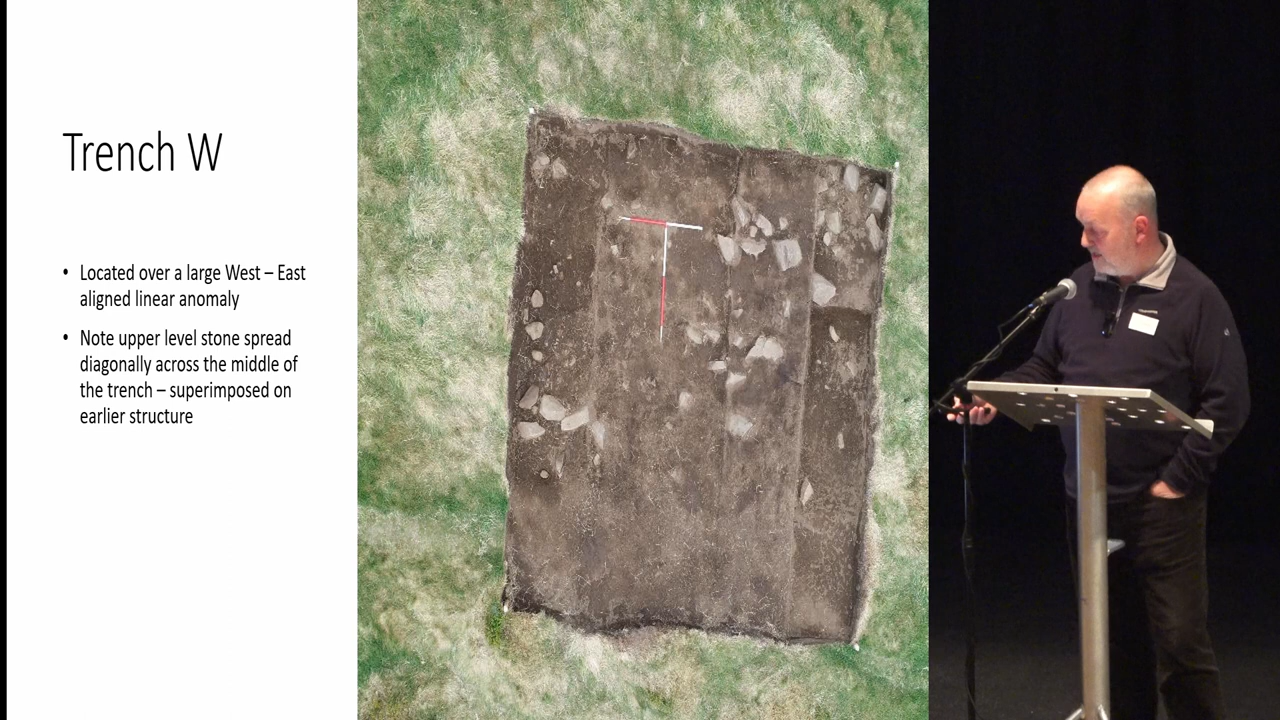 Trench W
• Located over a large West – East
aligned linear anomaly
• Note upper level stone spread
diagonally across the middle of
the trench – superimposed on
earlier structure